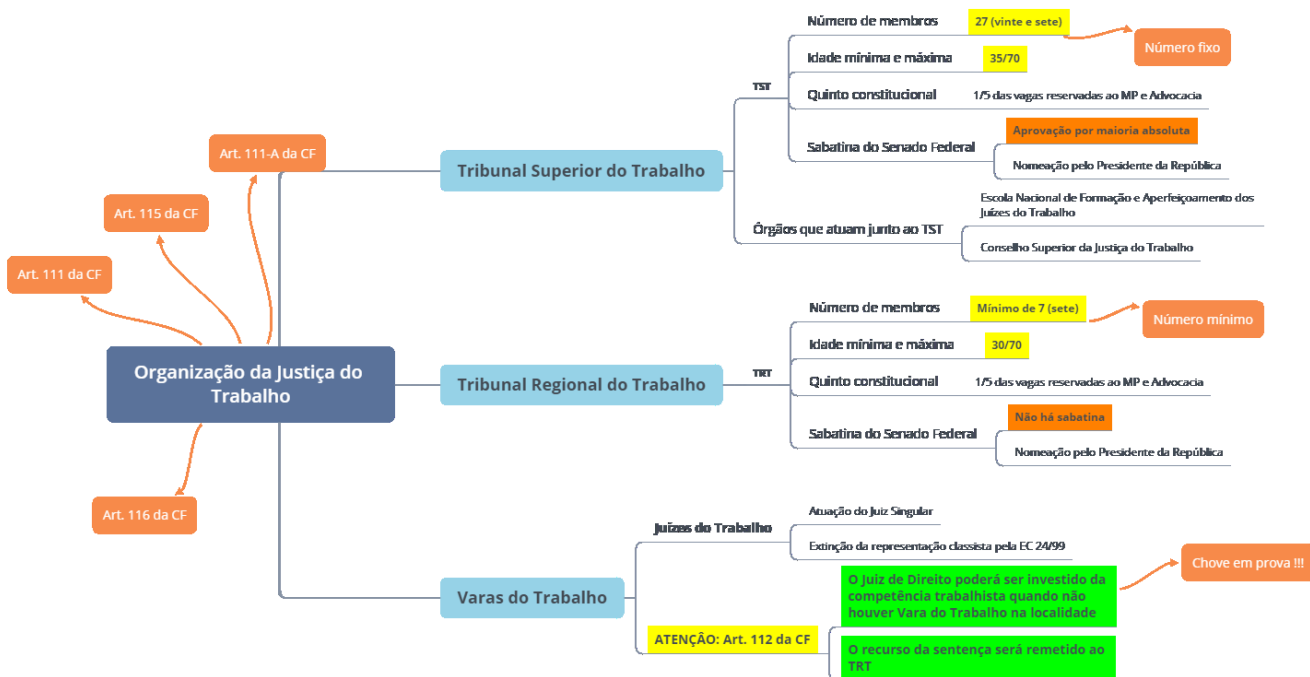 Número de membros
27 (vinte e sete)
Número fixo
Idade mínima e máxima
35/70
TST
Quinto constitucional
1/5 das vagas reservadas ao MP e Advocacia
Aprovação por maioria absoluta
Sabatina do Senado Federal
Nomeação pelo Presidente da República
Art. 111-A da CF
Tribunal Superior do Trabalho
Escola Nacional de Formação e Aperfeiçoamento dos
Juízes do Trabalho
Órgãos que atuam junto ao TST
Conselho Superior da Justiça do Trabalho
Art. 115 da CF
Art. 111 da CF
Número de membros
Mínimo de 7 (sete)
Número mínimo
Idade mínima e máxima
30/70
Organização da Justiça do
Trabalho
Tribunal Regional do Trabalho
TRT
Quinto constitucional
1/5 das vagas reservadas ao MP e Advocacia
Não há sabatina
Sabatina do Senado Federal
Nomeação pelo Presidente da República
Art. 116 da CF
Atuação do Juiz Singular
Juízes do Trabalho
Extinção da representação classista pela EC 24/99
Varas do Trabalho
O Juiz de Direito poderá ser investido da
competência trabalhista quando não
houver Vara do Trabalho na localidade
Chove em prova !!!
ATENÇÂO: Art. 112 da CF
O recurso da sentença será remetido ao
TRT